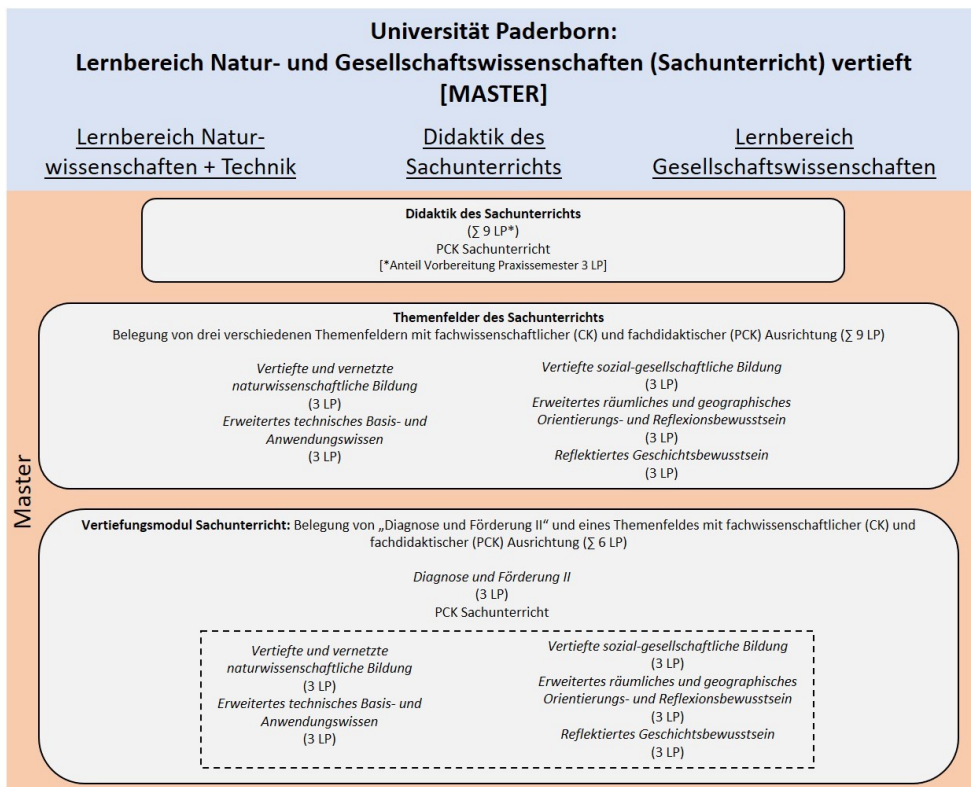 Universität Paderborn:
Lernbereich Natur- und Gesellschaftswissenschaften (Sachunterricht) vertieft
[MASTER]
Lernbereich Natur-
wissenschaften + Technik
Didaktik des
Sachunterrichts
Lernbereich
Gesellschaftswissenschaften
Master
Didaktik des Sachunterrichts
(∑ 9 LP*)
PCK Sachunterricht
[*Anteil Vorbereitung Praxissemester 3 LP]
Themenfelder des Sachunterrichts
Belegung von drei verschiedenen Themenfeldern mit fachwissenschaftlicher (CK) und fachdidaktischer (PCK) Ausrichtung (∑ 9 LP)
Vertiefte und vernetzte
naturwissenschaftliche Bildung
(3 LP)
Erweitertes technisches Basis- und
Anwendungswissen
(3 LP)
Vertiefte sozial-gesellschaftliche Bildung
(3 LP)
Erweitertes räumliches und geographisches
Orientierungs- und Reflexionsbewusstsein
(3 LP)
Reflektiertes Geschichtsbewusstsein
(3 LP)
Vertiefungsmodul Sachunterricht: Belegung von „Diagnose und Förderung II“ und eines Themenfeldes mit fachwissenschaftlicher (CK) und
fachdidaktischer (PCK) Ausrichtung (∑ 6 LP)
Diagnose und Förderung II
(3 LP)
PCK Sachunterricht
Vertiefte und vernetzte
naturwissenschaftliche Bildung
(3 LP)
Erweitertes technisches Basis- und
Anwendungswissen
(3 LP)
Vertiefte sozial-gesellschaftliche Bildung
(3 LP)
Erweitertes räumliches und geographisches
Orientierungs- und Reflexionsbewusstsein
(3 LP)
Reflektiertes Geschichtsbewusstsein
(3 LP)